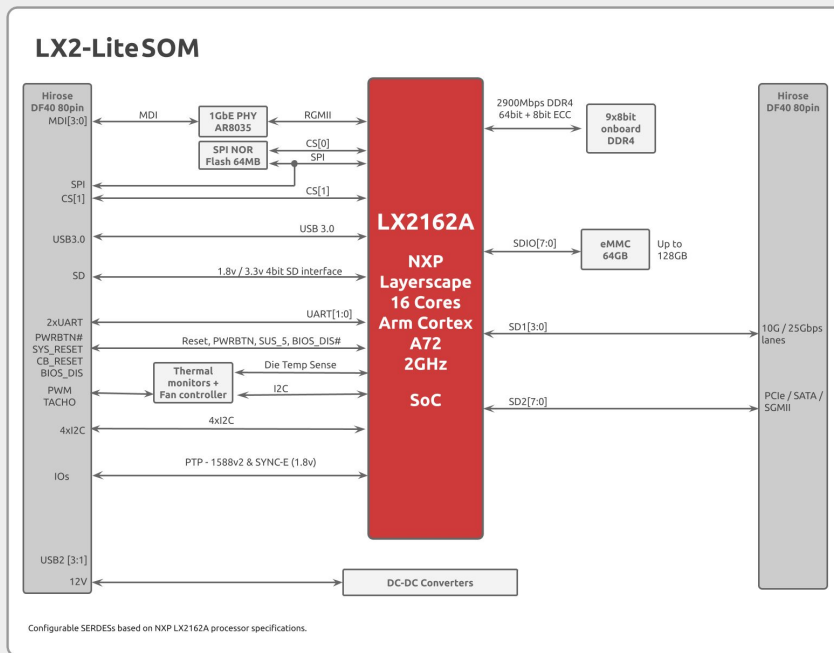 LX2-Lite SOM
Hirose
DF40 80pin
MDI[3:0]
SPI
CS[1]
USB3.0
SD
2xUART
PWRBTN#
SYS_RESET
CB_RESET
BIOS_DIS
PWM
TACHO
4xI2C
IOs
USB2 [3:1]
12V
MDI
1GbE PHY
AR8035
RGMII
SPI NOR
Flash 64MB
CS[0]
SPI
CS[1]
USB 3.0
1.8v / 3.3v 4bit SD interface
UART[1:0]
Reset, PWRBTN, SUS_5, BIOS_DIS#
Thermal
monitors +
Fan controller
Die Temp Sense
I2C
4xI2C
PTP - 1588v2 & SYNC-E (1.8v)
DC-DC Converters
LX2162A
NXP
Layerscape
16 Cores
Arm Cortex
A72
2GHz
SoC
2900Mbps DDR4
64bit + 8bit ECC
9x8bit
onboard
DDR4
SDIO[7:0]
eMMC
64GB
Up to
128GB
SD1[3:0]
SD2[7:0]
Hirose
DF40 80pin
10G / 25Gbps
lanes
PCIe / SATA /
SGMII
Configurable SERDESs based on NXP LX2162A processor specifications.